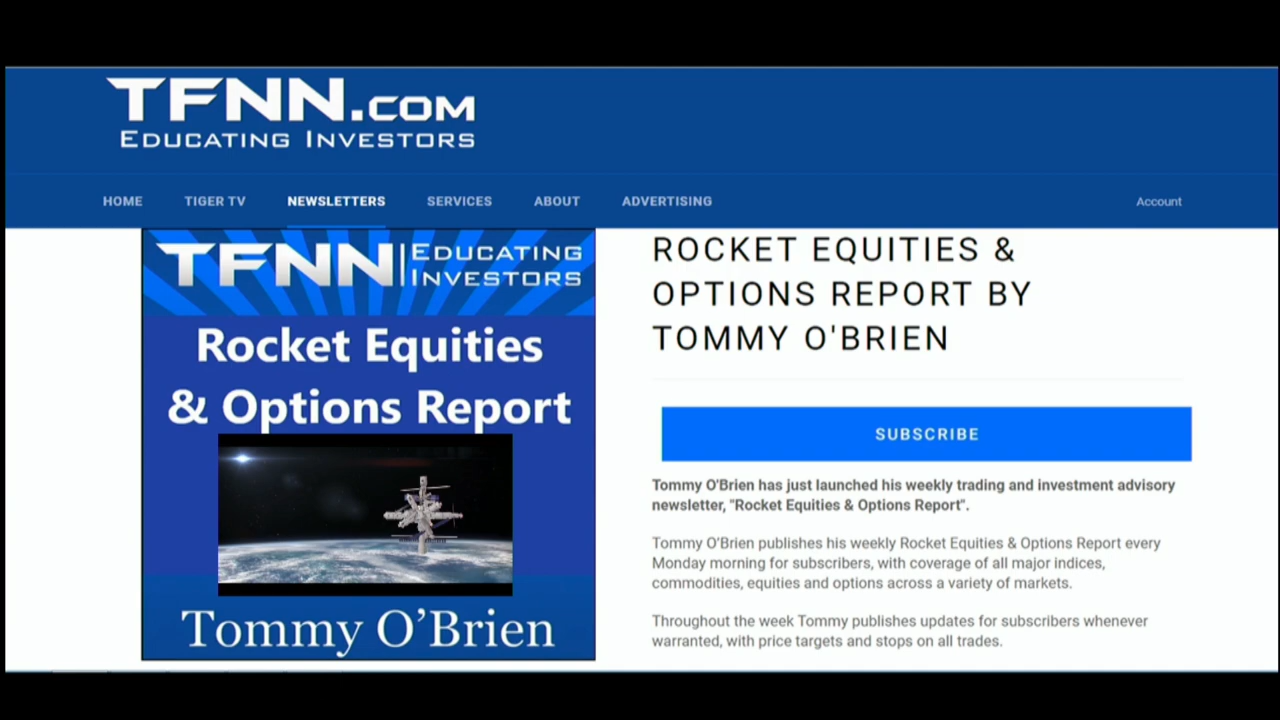 TFNN.COM
EDUCATING INVESTORS
HOME TIGER TV NEWSLETTERS SERVICES ABOUT ADVERTISING Account
TFNN EDUCATING
INVESTORS
Rocket Equities
& Options Report
Tommy O’Brien
ROCKET EQUITIES &
OPTIONS REPORT BY
TOMMY O'BRIEN
SUBSCRIBE
Tommy O'Brien has just launched his weekly trading and investment advisory
newsletter, "Rocket Equities & Options Report".
Tommy O'Brien publishes his weekly Rocket Equities & Options Report every
Monday morning for subscribers, with coverage of all major indices,
commodities, equities and options across a variety of markets.
Throughout the week Tommy publishes updates for subscribers whenever
warranted, with price targets and stops on all trades.